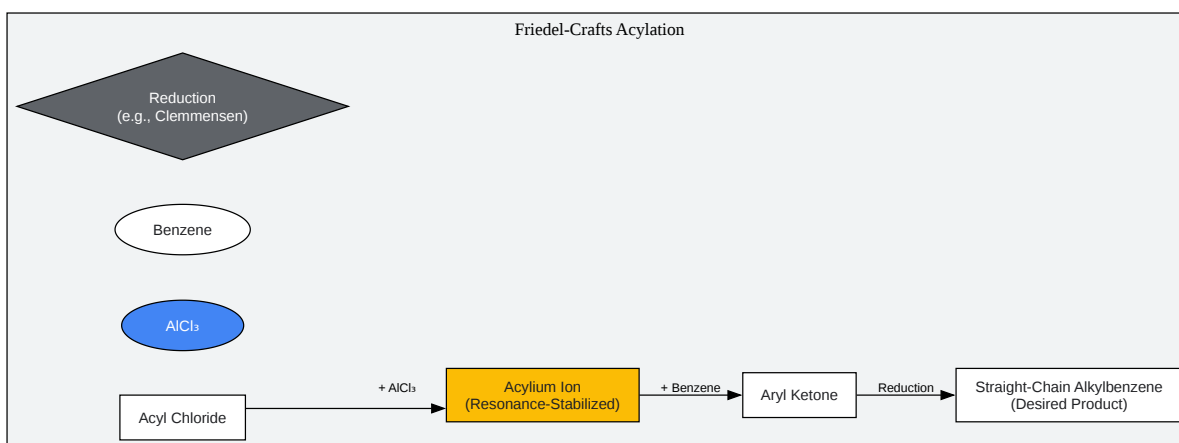 Friedel-Crafts Acylation
Reduction
(e.g., Clemmensen)
Benzene
AlCl₃
Acyl Chloride
+ AlCl₃
Acylium Ion
(Resonance-Stabilized)
+ Benzene
Aryl Ketone
Reduction
Straight-Chain Alkylbenzene
(Desired Product)